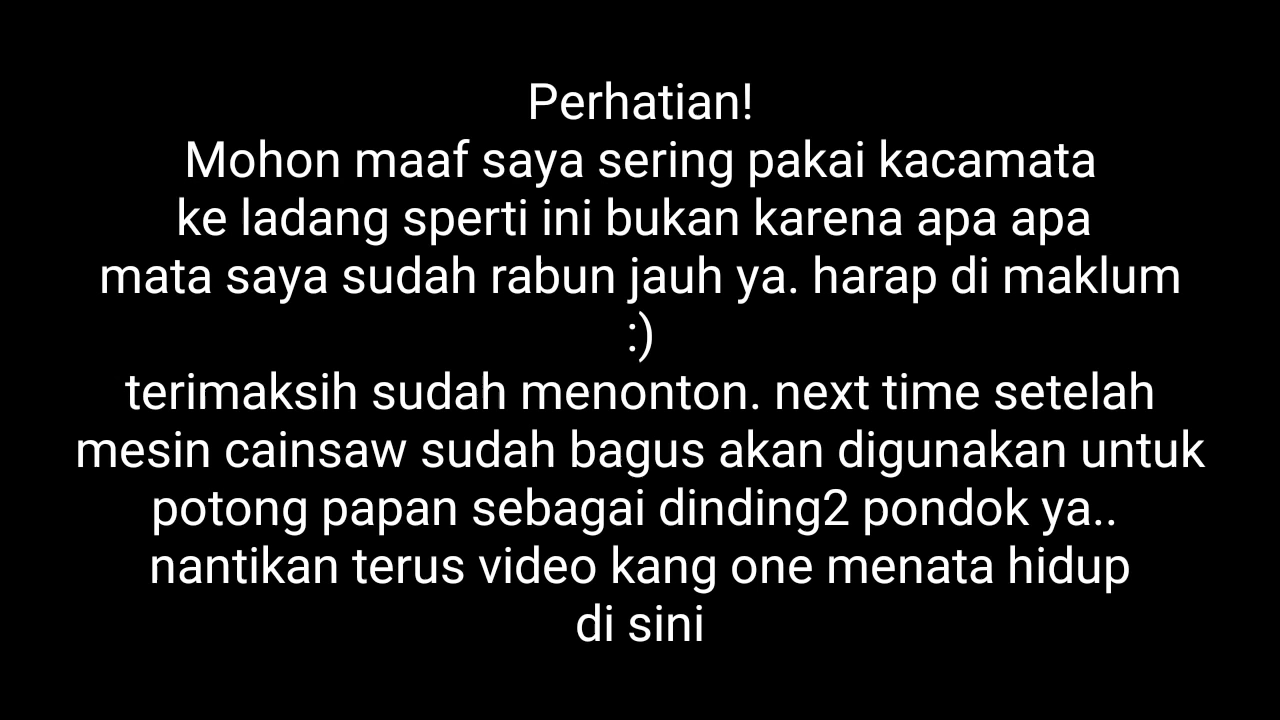 Perhatian!
Mohon maaf saya sering pakai kacamata
ke ladang sperti ini bukan karena apa apa
mata saya sudah rabun jauh ya. harap di maklum
:)
terimaksih sudah menonton. next time setelah
mesin cainsaw sudah bagus akan digunakan untuk
potong papan sebagai dinding2 pondok ya..
nantikan terus video kang one menata hidup
di sini